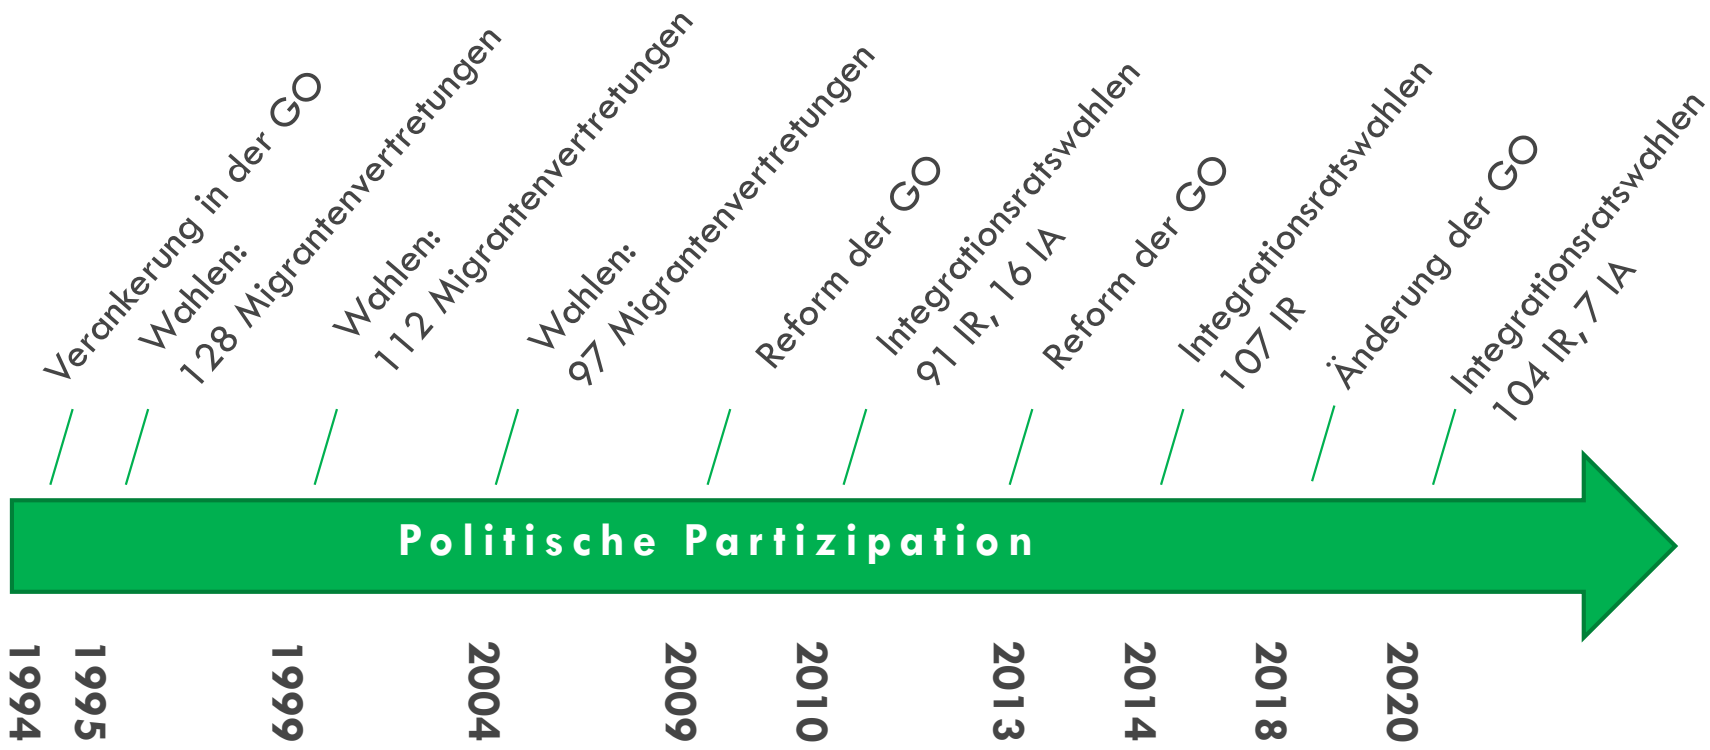 Verankerung in der GO
Wahlen:
128 Migrantenvertretungen
Wahlen:
112 Migrantenvertretungen
Wahlen:
97 Migrantenvertretungen
Reform der GO
Integrationsratswahlen
91 IR, 16 IA
Reform der GO
Integrationsratswahlen
107 IR
Änderung der GO
Integrationsratswahlen
104 IR, 7 IA
Politische Partizipation
1994
1995
1999
2004
2009
2010
2013
2014
2018
2020